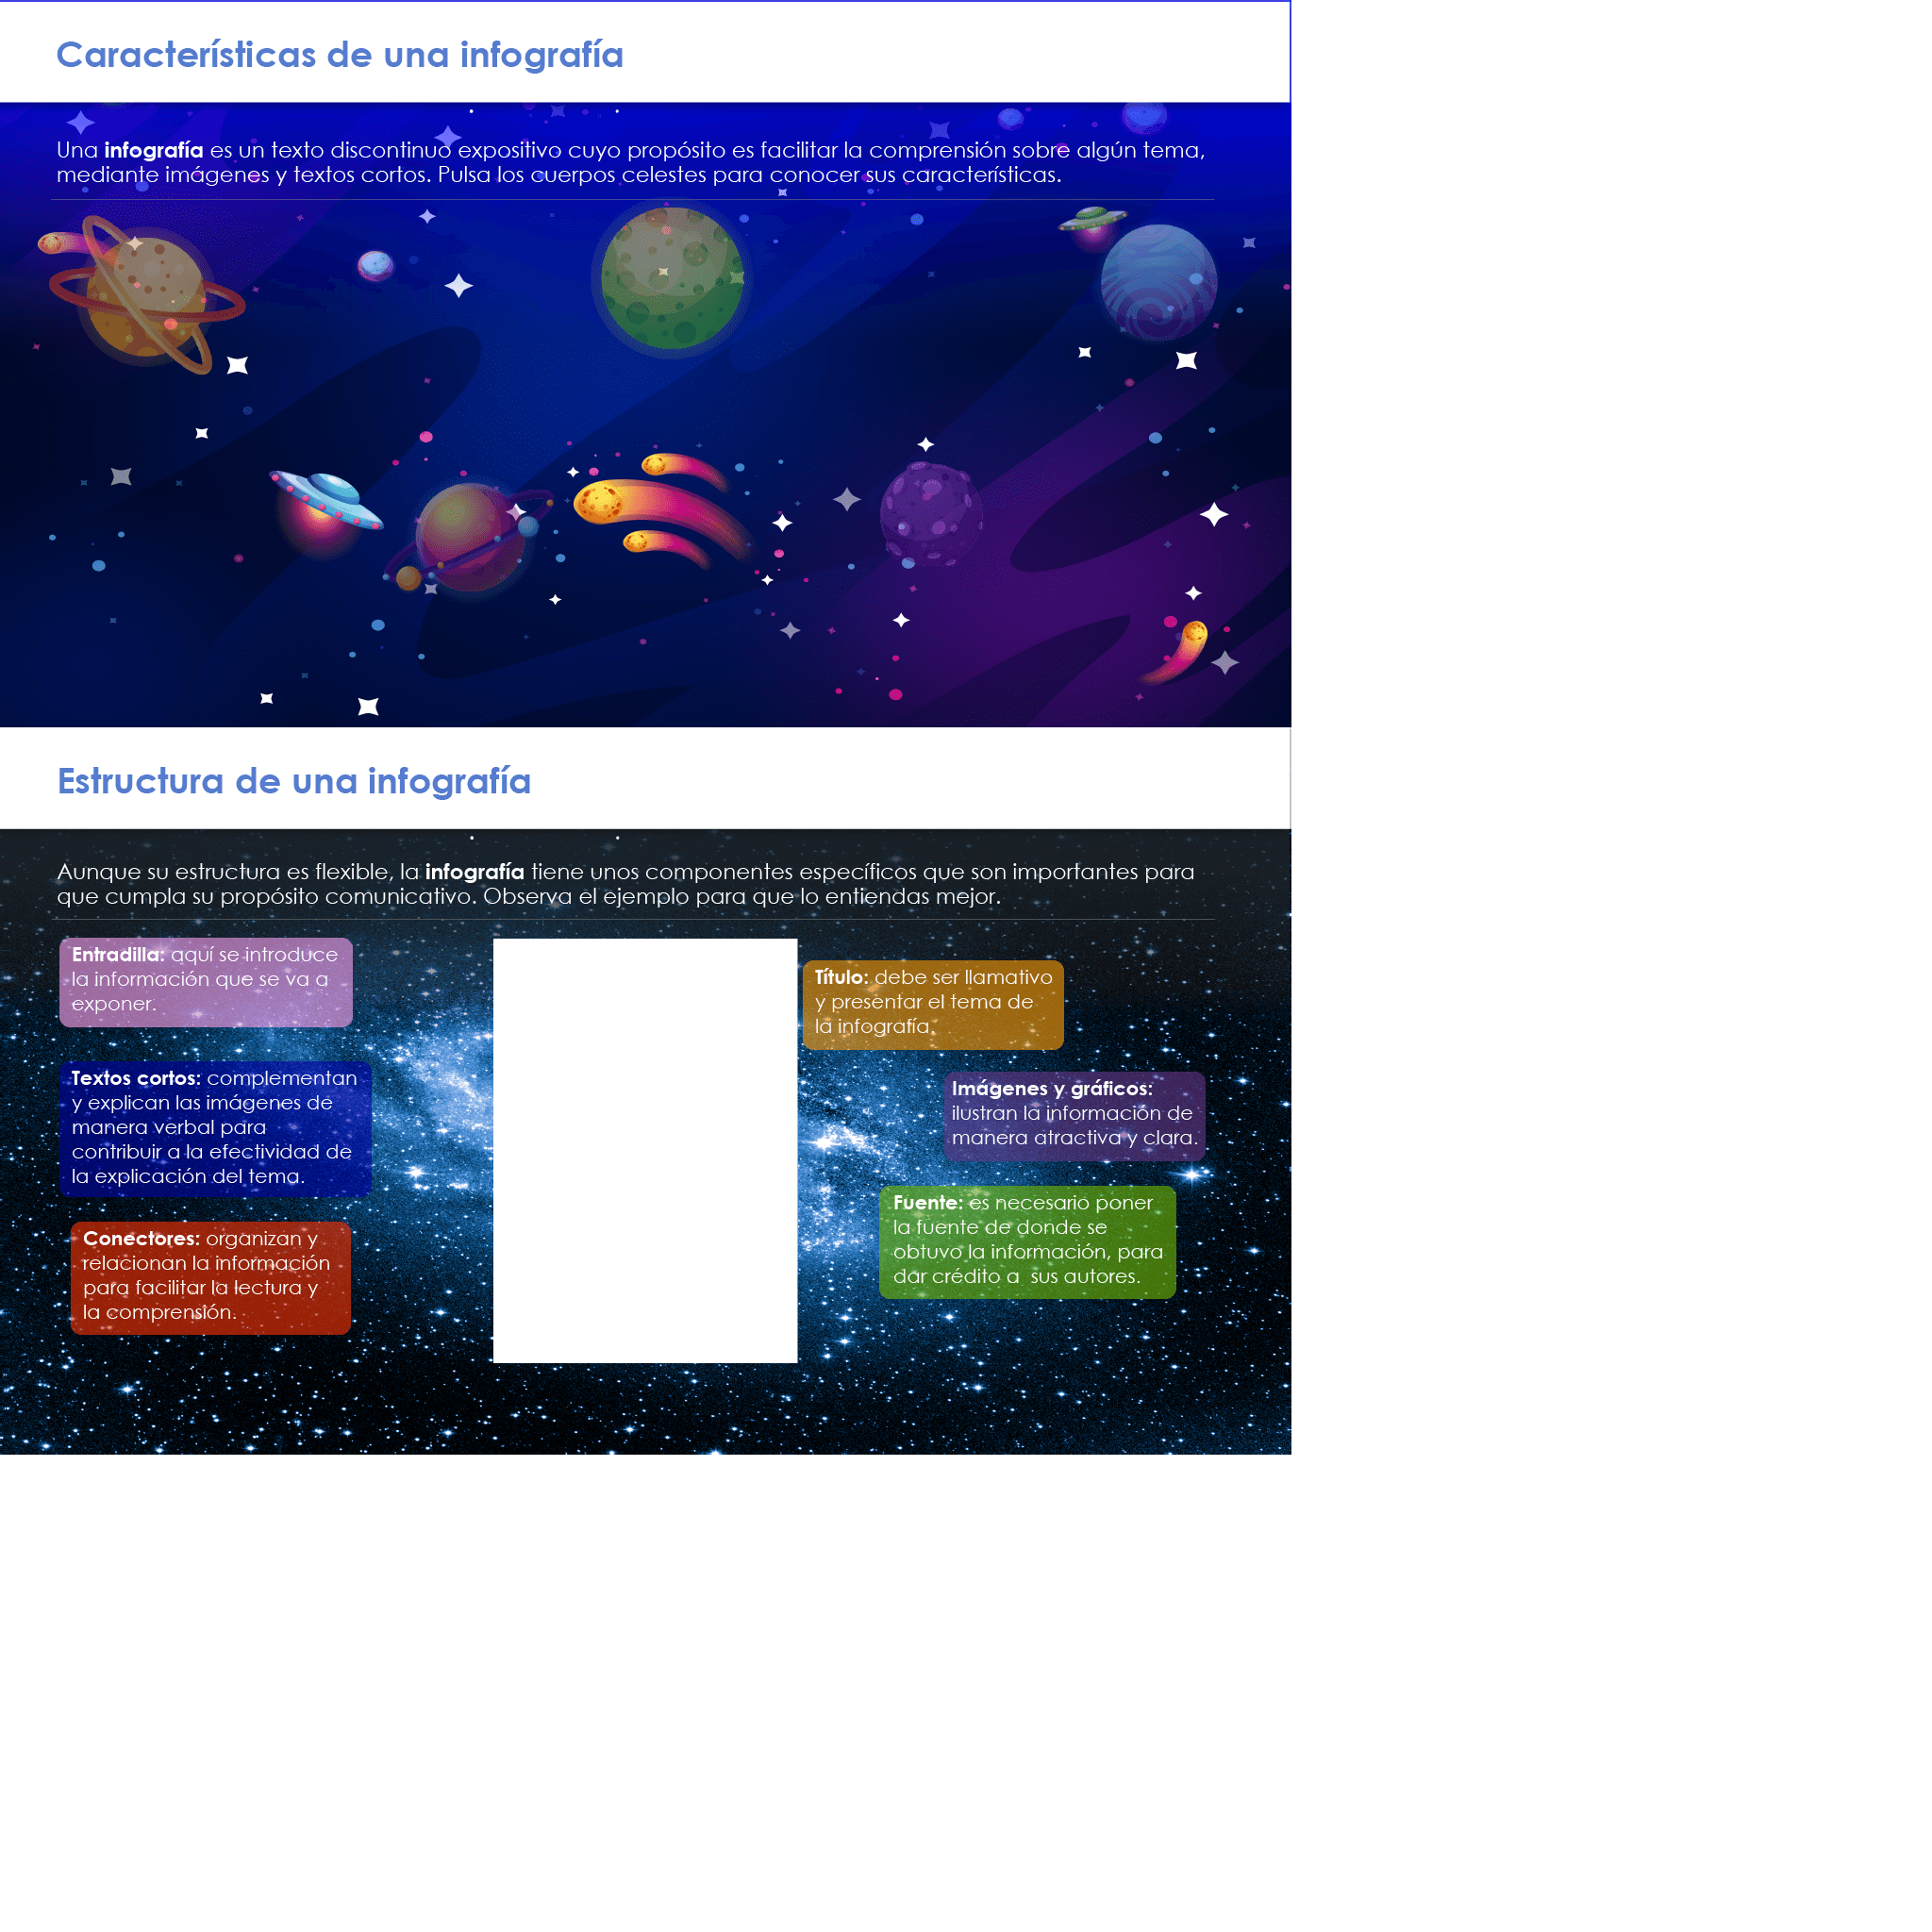 Características de una infografía
Una infografía es un texto discontinuo expositivo cuyo propósito es facilitar la comprensión sobre algún tema,
mediante imágenes y textos cortos. Pulsa los cuerpos celestes para conocer sus características.
Estructura de una infografía
Aunque su estructura es flexible, la infografía tiene unos componentes específicos que son importantes para
que cumpla su propósito comunicativo. Observa el ejemplo para que lo entiendas mejor.
Entradilla: aquí se introduce
la información que se va a
exponer.
Textos cortos: complementan
y explican las imágenes de
manera verbal para
contribuir a la efectividad de
la explicación del tema.
Conectores: organizan y
relacionan la información
para facilitar la lectura y
la comprensión.
Título: debe ser llamativo
y presentar el tema de
la infografía.
Imágenes y gráficos:
ilustran la información de
manera atractiva y clara.
Fuente: es necesario poner
la fuente de donde se
obtuvo la información, para
dar crédito a  sus autores.